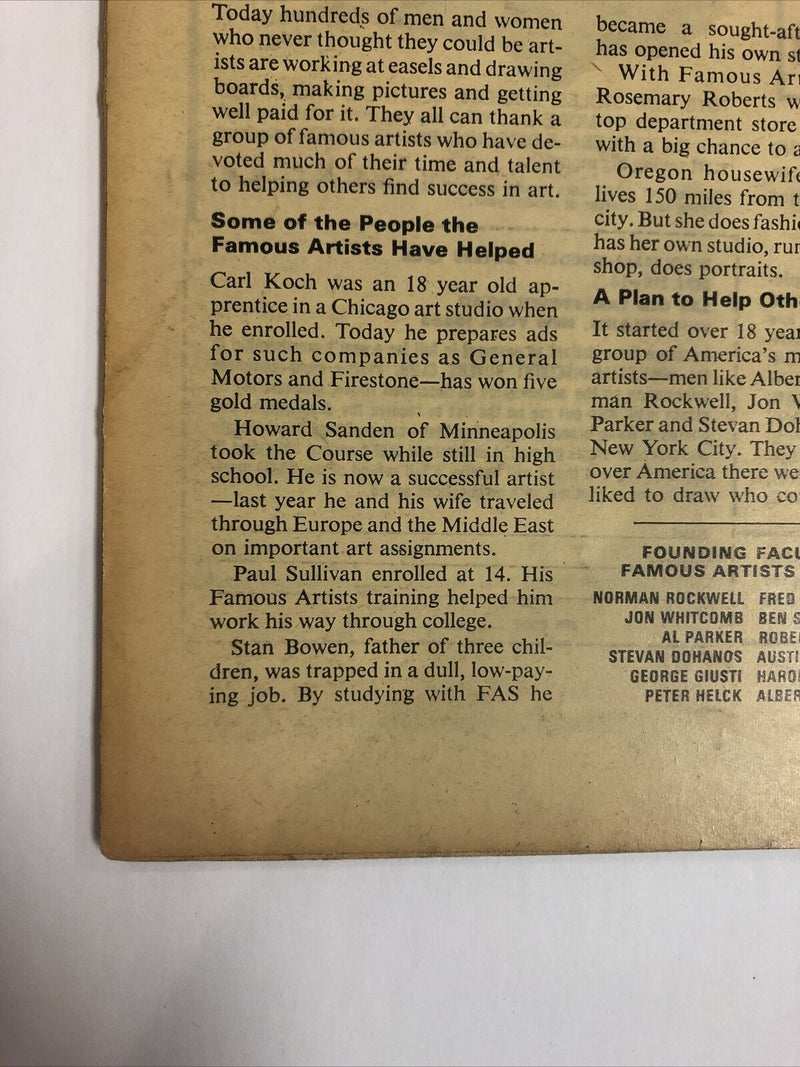 Today hundreds of men and women
who never thought they could be art-
ists are working at easels and drawing
boards, making pictures and getting
well paid for it. They all can thank a
group of famous artists who have de-
voted much of their time and talent
to helping others find success in art.
Some of the People the
Famous Artists Have Helped
Carl Koch was an 18 year old ap-
prentice in a Chicago art studio when
he enrolled. Today he prepares ads
for such companies as General
Motors and Firestone—has won five
gold medals.
Howard Sanden of Minneapolis
took the Course while still in high
school. He is now a successful artist
—last year he and his wife traveled
through Europe and the Middle East
on important art assignments.
Paul Sullivan enrolled at 14. His
Famous Artists training helped him
work his way through college.
Stan Bowen, father of three chil-
dren, was trapped in a dull, low-pay-
ing job. By studying with FAS he
became a sought-aft
has opened his own st
With Famous Ar
Rosemary Roberts w
top department store
with a big chance to a
Oregon housewife
lives 150 miles from t
city. But she does fashi
has her own studio, run
shop, does portraits.
A Plan to Help Oth
It started over 18 year
group of America's m
artists—men like Alber
man Rockwell, Jon W
Parker and Stevan Doh
New York City. They
over America there we
liked to draw who co
FOUNDING FACU
FAMOUS ARTISTS
NORMAN ROCKWELL FRED
JON WHITCOMB BEN S
AL PARKER ROBE
STEVAN DOHANOS AUSTI
GEORGE GIUSTI HARO
PETER HELCK ALBER